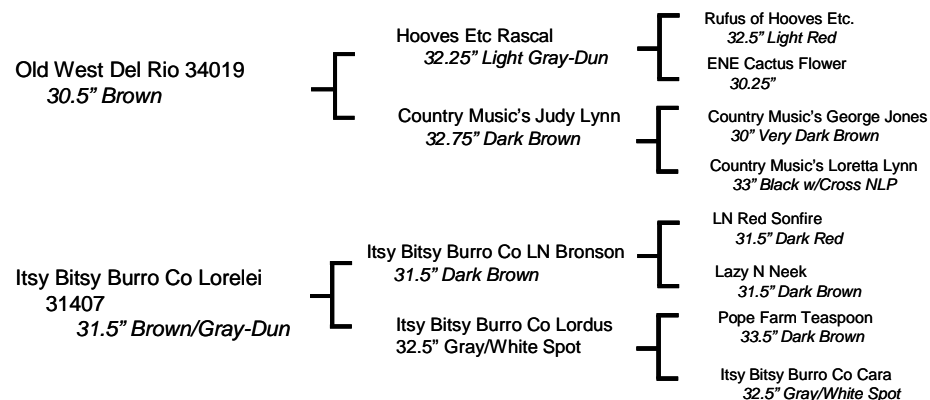 Old West Del Rio 34019
30.5” Brown
Hooves Etc Rascal
32.25” Light Gray-Dun
Rufus of Hooves Etc.
32.5” Light Red
ENE Cactus Flower
30.25”
Country Music’s Judy Lynn
32.75” Dark Brown
Country Music’s George Jones
30” Very Dark Brown
Country Music’s Loretta Lynn
33” Black w/Cross NLP
Itsy Bitsy Burro Co Lorelei
31407
31.5” Brown/Gray-Dun
Itsy Bitsy Burro Co LN Bronson
31.5” Dark Brown
LN Red Sonfire
31.5” Dark Red
Lazy N Neek
31.5” Dark Brown
Itsy Bitsy Burro Co Lordus
32.5” Gray/White Spot
Pope Farm Teaspoon
33.5” Dark Brown
Itsy Bitsy Burro Co Cara
32.5” Gray/White Spot